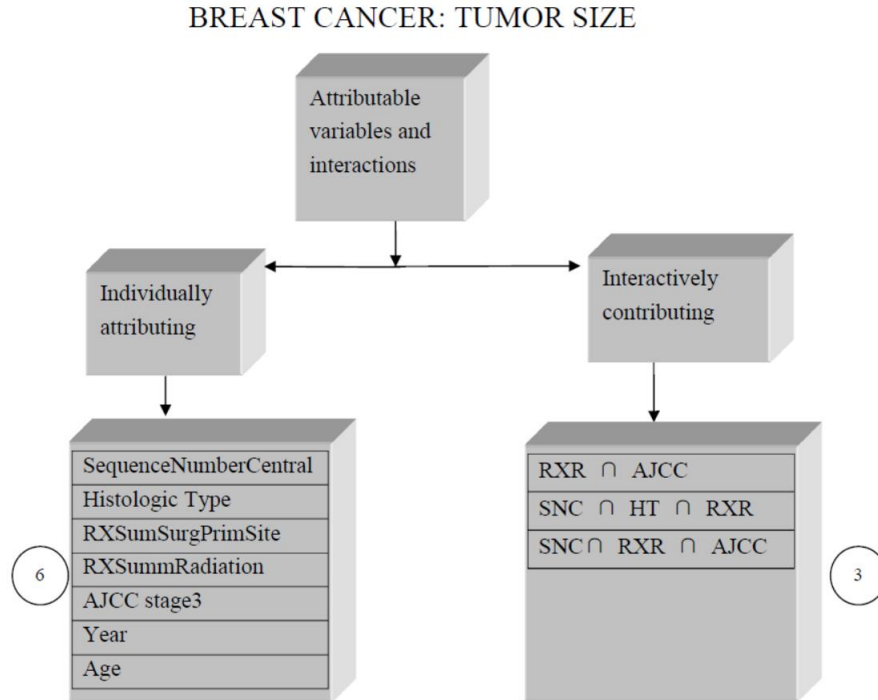 BREAST CANCER: TUMOR SIZE
Attributable
variables and
interactions
Individually
attributing
Interactively
contributing
SequenceNumberCentral
Histologic Type
RXSumSurgPrimSite
RXSummRadiation
AJCC stage3
Year
Age
6
RXR ∩ AJCC
SNC ∩ HT ∩ RXR
SNC∩ RXR ∩ AJCC
3